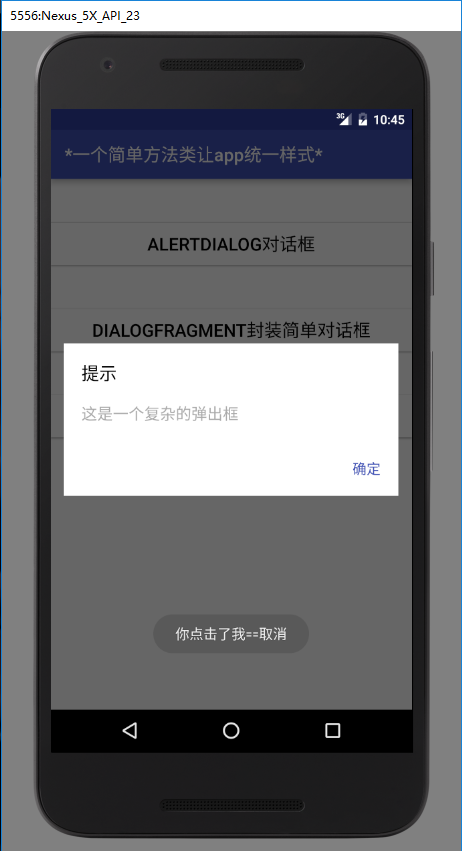 5556:Nexus_5X_API_23
3G 10:45
*一个简单方法类让app统一样式*
ALERTDIALOG对话框
DIALOGFRAGMENT封装简单对话框
提示
这是一个复杂的弹出框
确定
你点击了我==取消